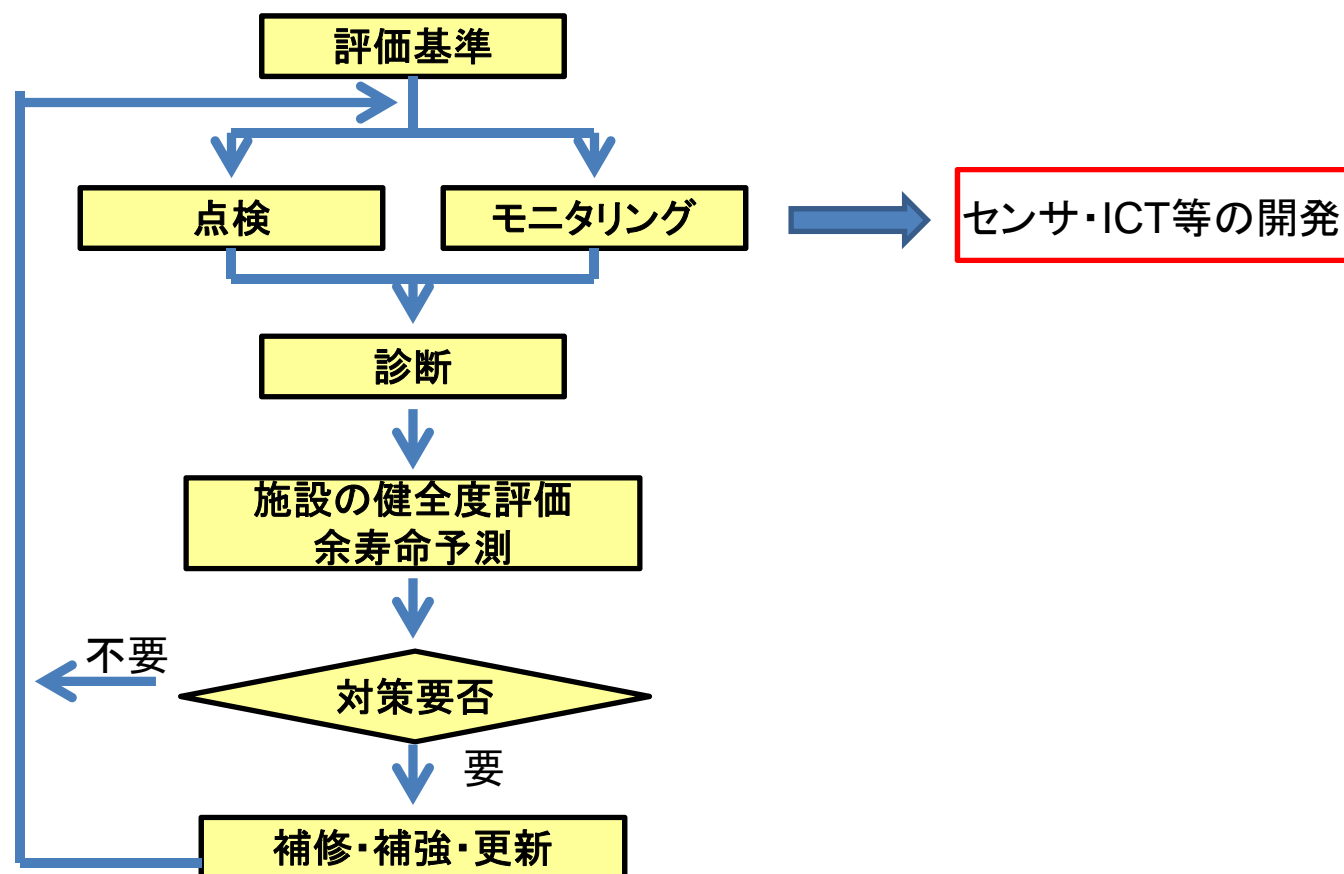 評価基準
点検
モニタリング
センサ・ICT等の開発
診断
施設の健全度評価
余寿命予測
不要
対策要否
要
補修・補強・更新